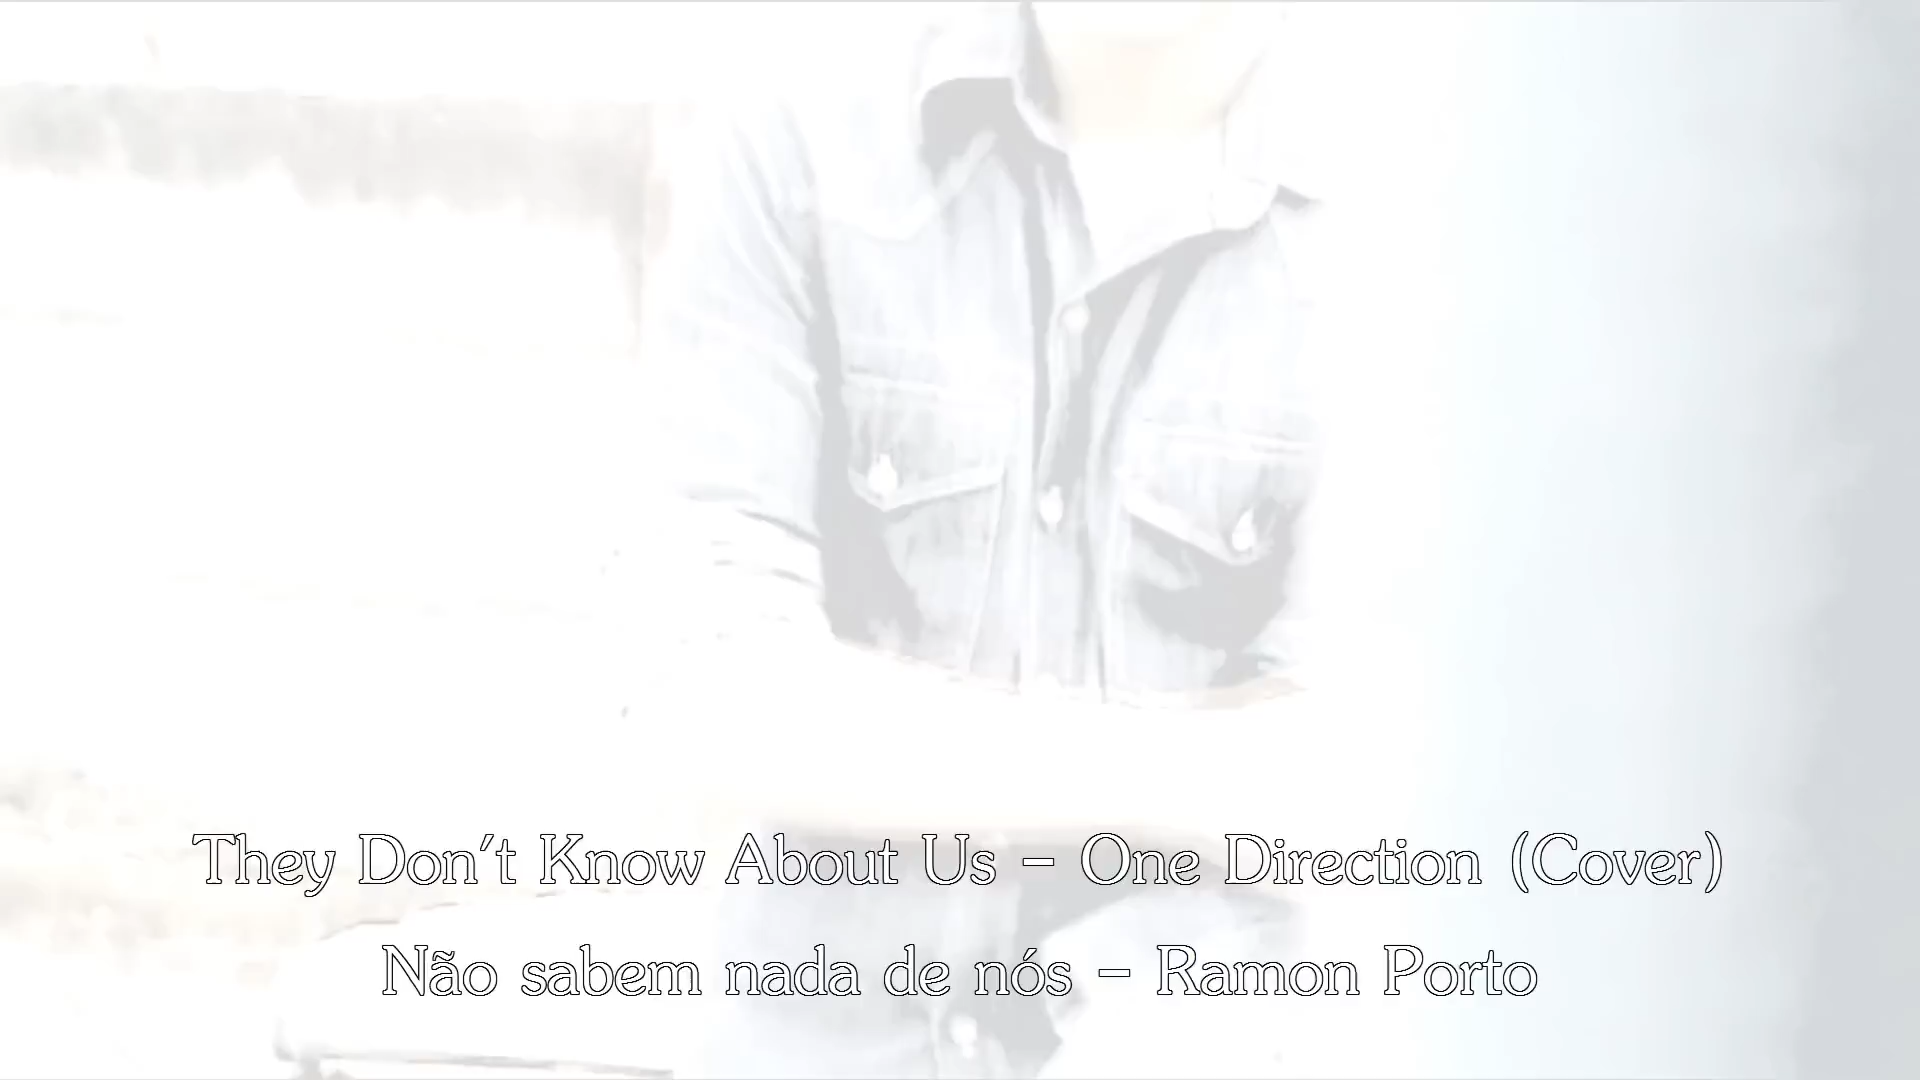 They Don't Know About Us - One Direction (Cover)
Não sabem nada de nós - Ramon Porto